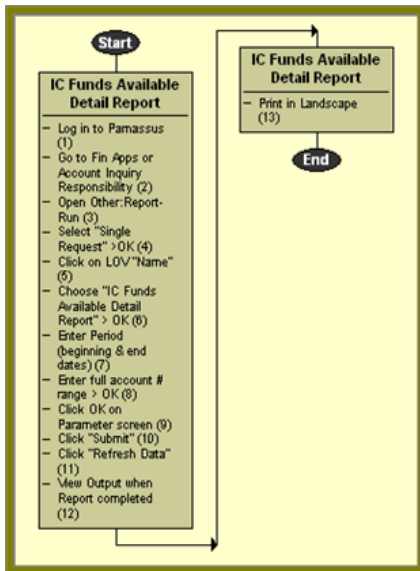 Start
IC Funds Available
Detail Report
– Log in to Parnassus
(1)
– Go to Fin Apps or
Account Inquiry
Responsibility (2)
– Open Other:Report-
Run (3)
– Select "Single
Request" >OK (4)
– Click on LOV"Name"
(5)
– Choose "IC Funds
Available Detail
Report" > OK (6)
– Enter Period
(beginning & end
dates) (7)
– Enter full account #
range > OK (8)
– Click OK on
Parameter screen (9)
– Click "Submit" (10)
– Click "Refresh Data"
(11)
– View Output when
Report completed
(12)
IC Funds Available
Detail Report
– Print in Landscape
(13)
End